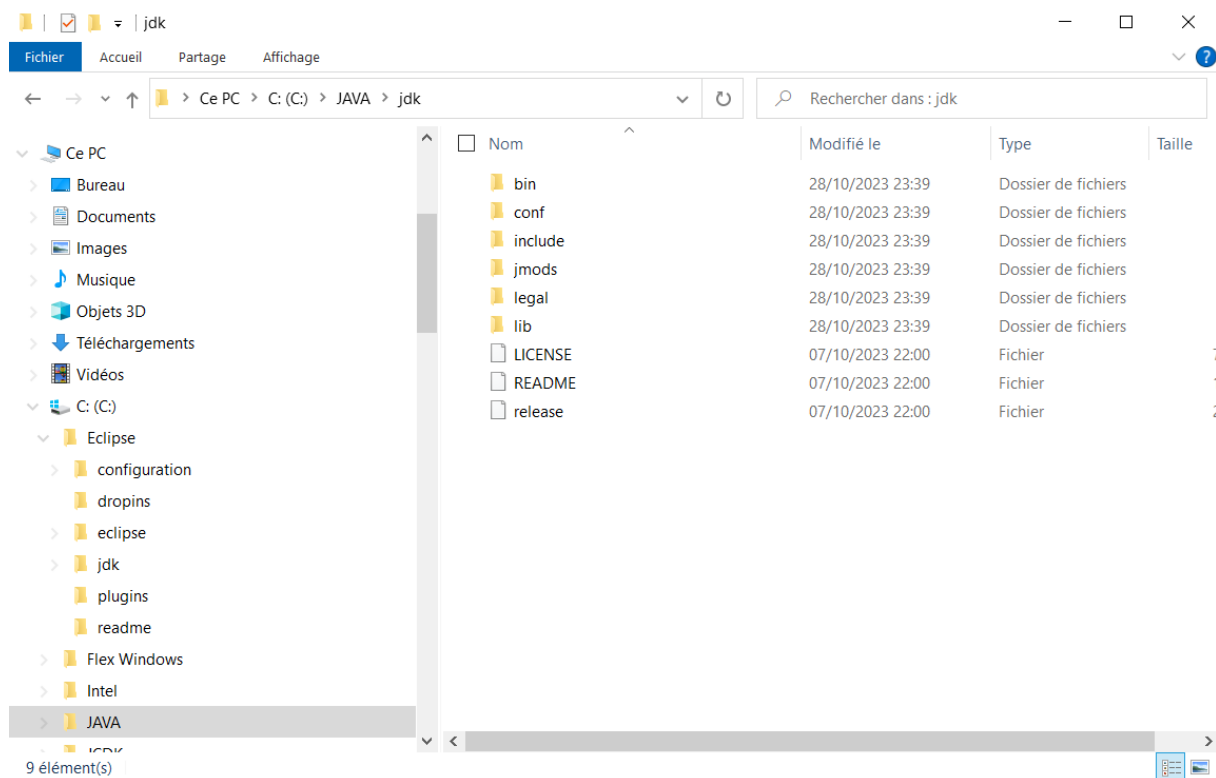 jdk
Fichier Accueil Partage Affichage ?
Ce PC > C: (C:) > JAVA > jdk Rechercher dans : jdk
Ce PC
Bureau
Documents
Images
Musique
Objets 3D
Téléchargements
Vidéos
C: (C:)
Eclipse
configuration
dropins
eclipse
jdk
plugins
readme
Flex Windows
Intel
JAVA
Nom Modifié le Type Taille
bin 28/10/2023 23:39 Dossier de fichiers
conf 28/10/2023 23:39 Dossier de fichiers
include 28/10/2023 23:39 Dossier de fichiers
jmods 28/10/2023 23:39 Dossier de fichiers
legal 28/10/2023 23:39 Dossier de fichiers
lib 28/10/2023 23:39 Dossier de fichiers
LICENSE 07/10/2023 22:00 Fichier
README 07/10/2023 22:00 Fichier
release 07/10/2023 22:00 Fichier
9 élément(s)